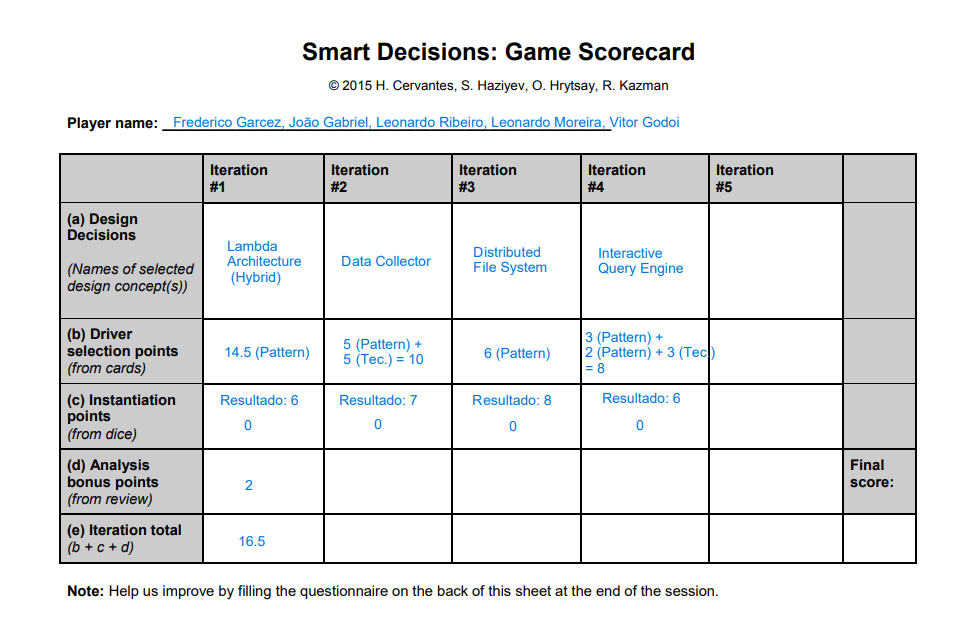 Smart Decisions: Game Scorecard
© 2015 H. Cervantes, S. Haziyev, O. Hrytsay, R. Kazman
Player name: Frederico Garcez, João Gabriel, Leonardo Ribeiro, Leonardo Moreira, Vitor Godoi
Iteration
#1
Iteration
#2
Iteration
#3
Iteration
#4
Iteration
#5
(a) Design
Decisions
(Names of selected
design concept(s))
Lambda
Architecture
(Hybrid)
Data Collector
Distributed
File System
Interactive
Query Engine
(b) Driver
selection points
(from cards)
14.5 (Pattern)
5 (Pattern) +
5 (Tec.) = 10
6 (Pattern)
3 (Pattern) +
2 (Pattern) + 3 (Tec.)
= 8
(c) Instantiation
points
(from dice)
Resultado: 6
0
Resultado: 7
0
Resultado: 8
0
Resultado: 6
0
(d) Analysis
bonus points
(from review)
2
Final
score:
(e) Iteration total
(b + c + d)
16.5
Note: Help us improve by filling the questionnaire on the back of this sheet at the end of the session.